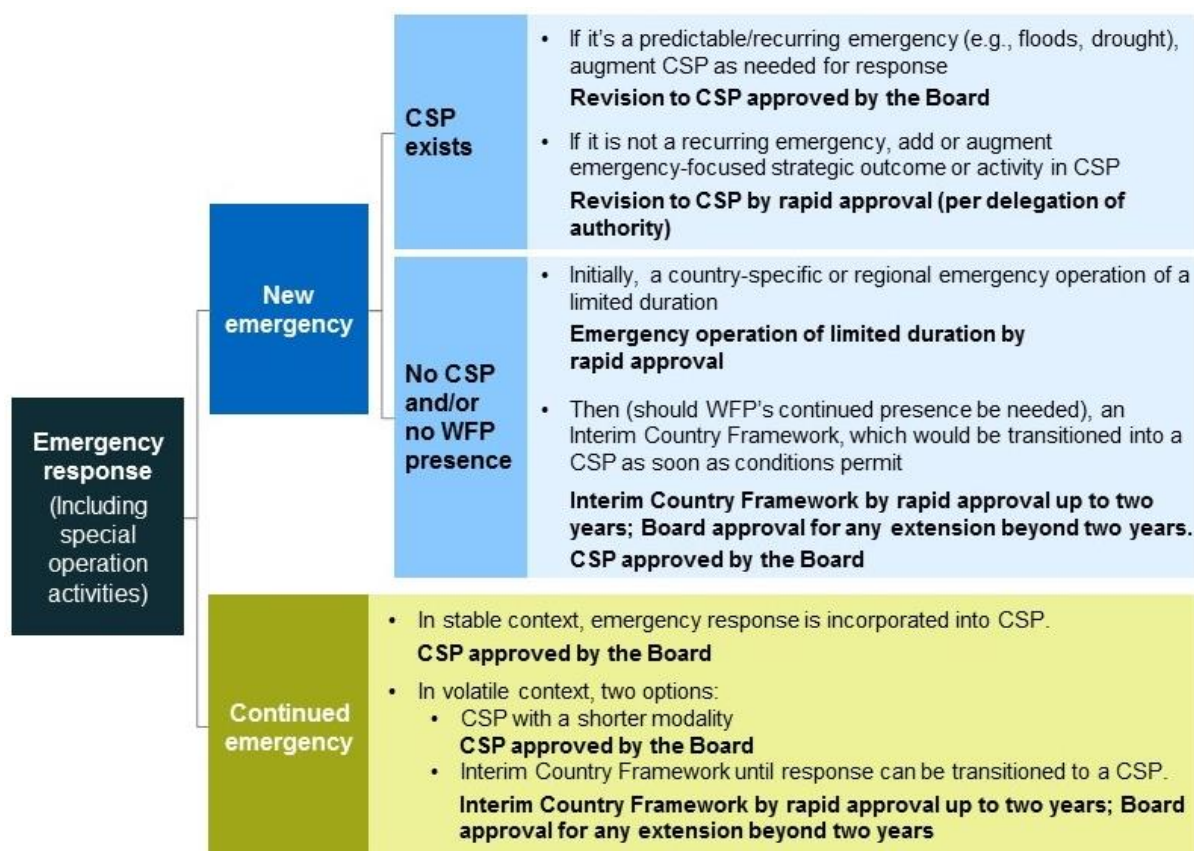 Emergency
response
(Including
special
operation
activities)
New
emergency
CSP
exists
• If it's a predictable/recurring emergency (e.g., floods, drought),
augment CSP as needed for response
Revision to CSP approved by the Board
• If it is not a recurring emergency, add or augment
emergency-focused strategic outcome or activity in CSP
Revision to CSP by rapid approval (per delegation of
authority)
No CSP
and/or
no WFP
presence
• Initially, a country-specific or regional emergency operation of a
limited duration
Emergency operation of limited duration by
rapid approval
• Then (should WFP's continued presence be needed), an
Interim Country Framework, which would be transitioned into a
CSP as soon as conditions permit
Interim Country Framework by rapid approval up to two
years; Board approval for any extension beyond two years.
CSP approved by the Board
Continued
emergency
• In stable context, emergency response is incorporated into CSP.
CSP approved by the Board
• In volatile context, two options:
• CSP with a shorter modality
CSP approved by the Board
• Interim Country Framework until response can be transitioned to a CSP.
Interim Country Framework by rapid approval up to two years; Board
approval for any extension beyond two years